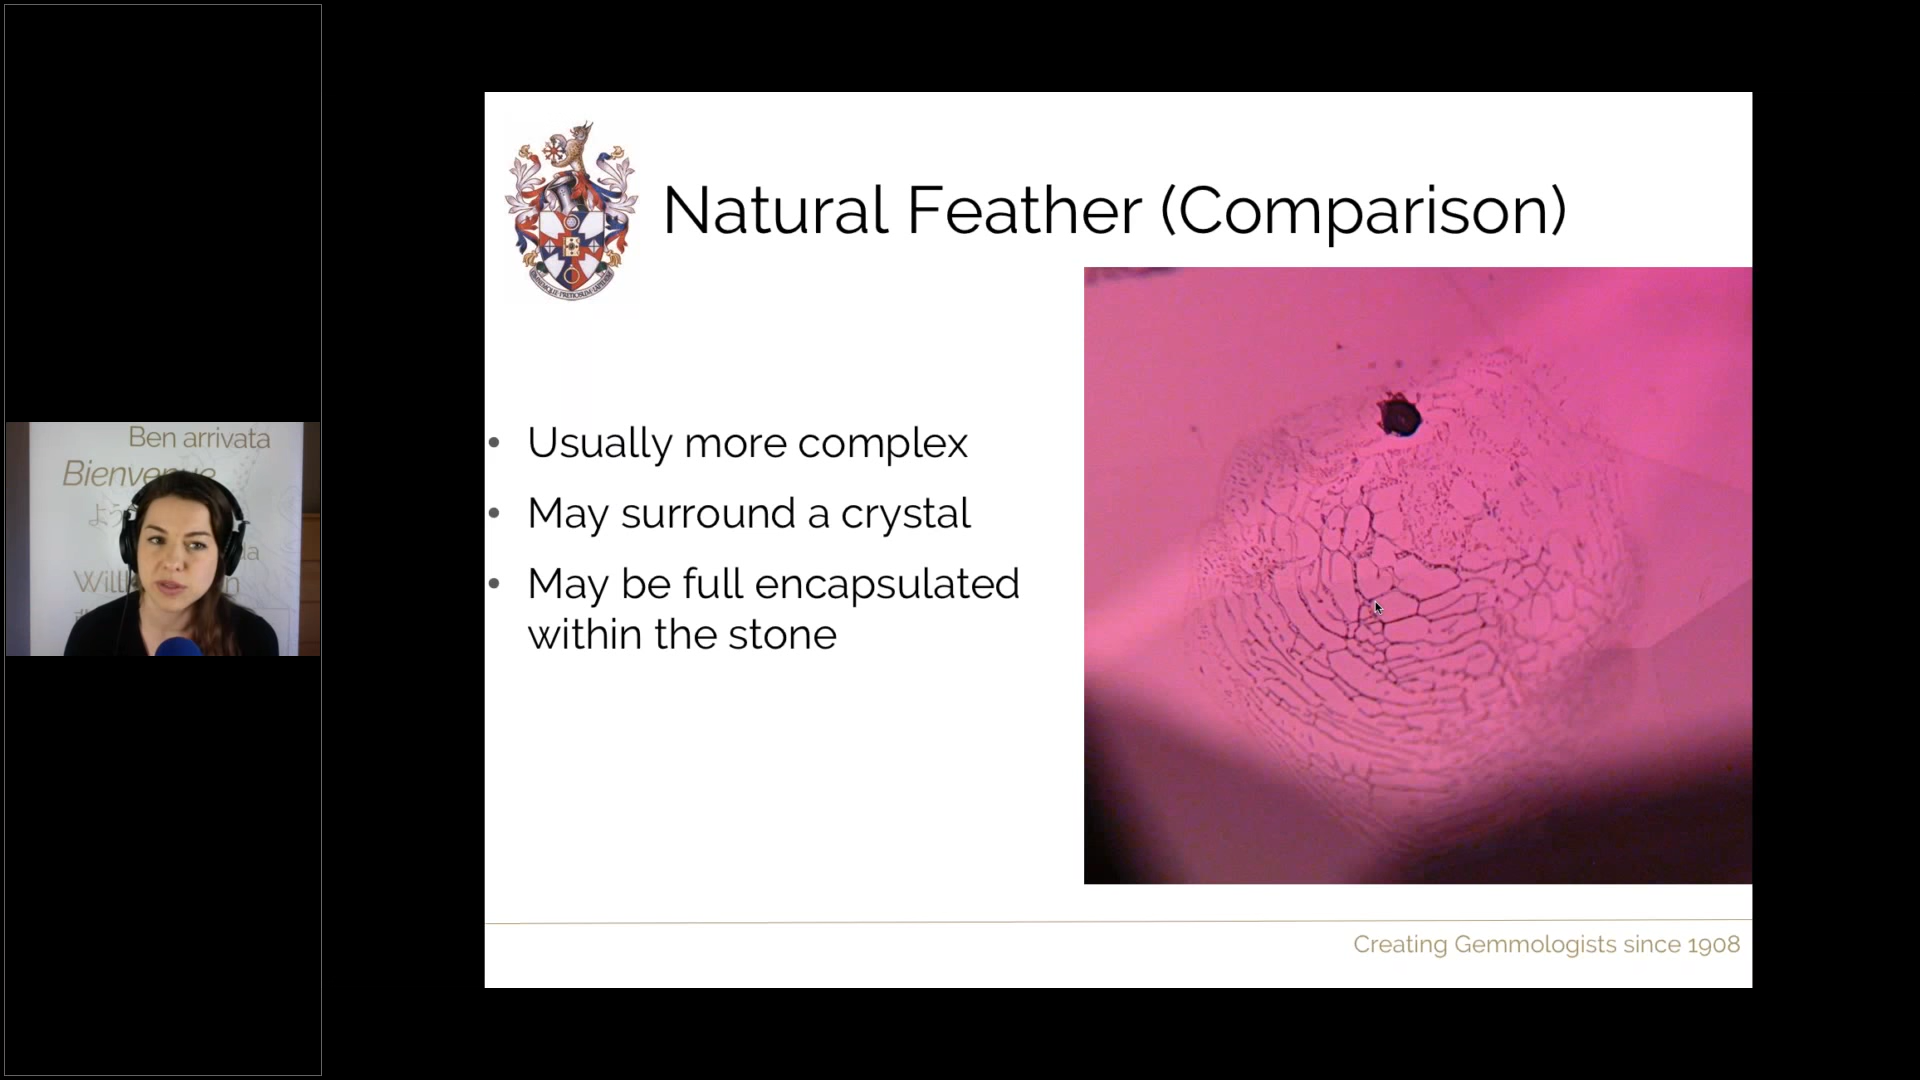 Natural Feather (Comparison)
• Usually more complex
• May surround a crystal
• May be full encapsulated
within the stone
Creating Gemmologists since 1908
Ben arrivata